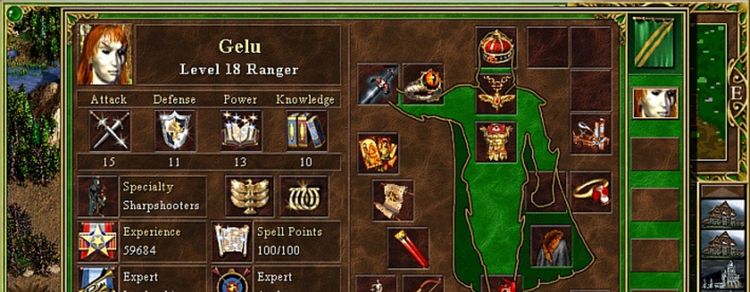 Gelu
Level 18 Ranger
Attack Defense Power Knowledge
15 11 13 10
Specialty
Sharpshooters
Experience
59684
Spell Points
100/100
Expert
Expert
E